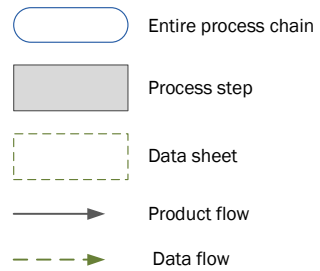 Entire process chain
Process step
Data sheet
Product flow
Data flow